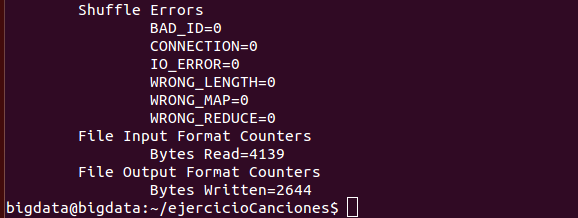 Shuffle Errors
BAD_ID=0
CONNECTION=0
IO_ERROR=0
WRONG_LENGTH=0
WRONG_MAP=0
WRONG_REDUCE=0
File Input Format Counters
Bytes Read=4139
File Output Format Counters
Bytes Written=2644
bigdata@bigdata:~/ejercicioCanciones$